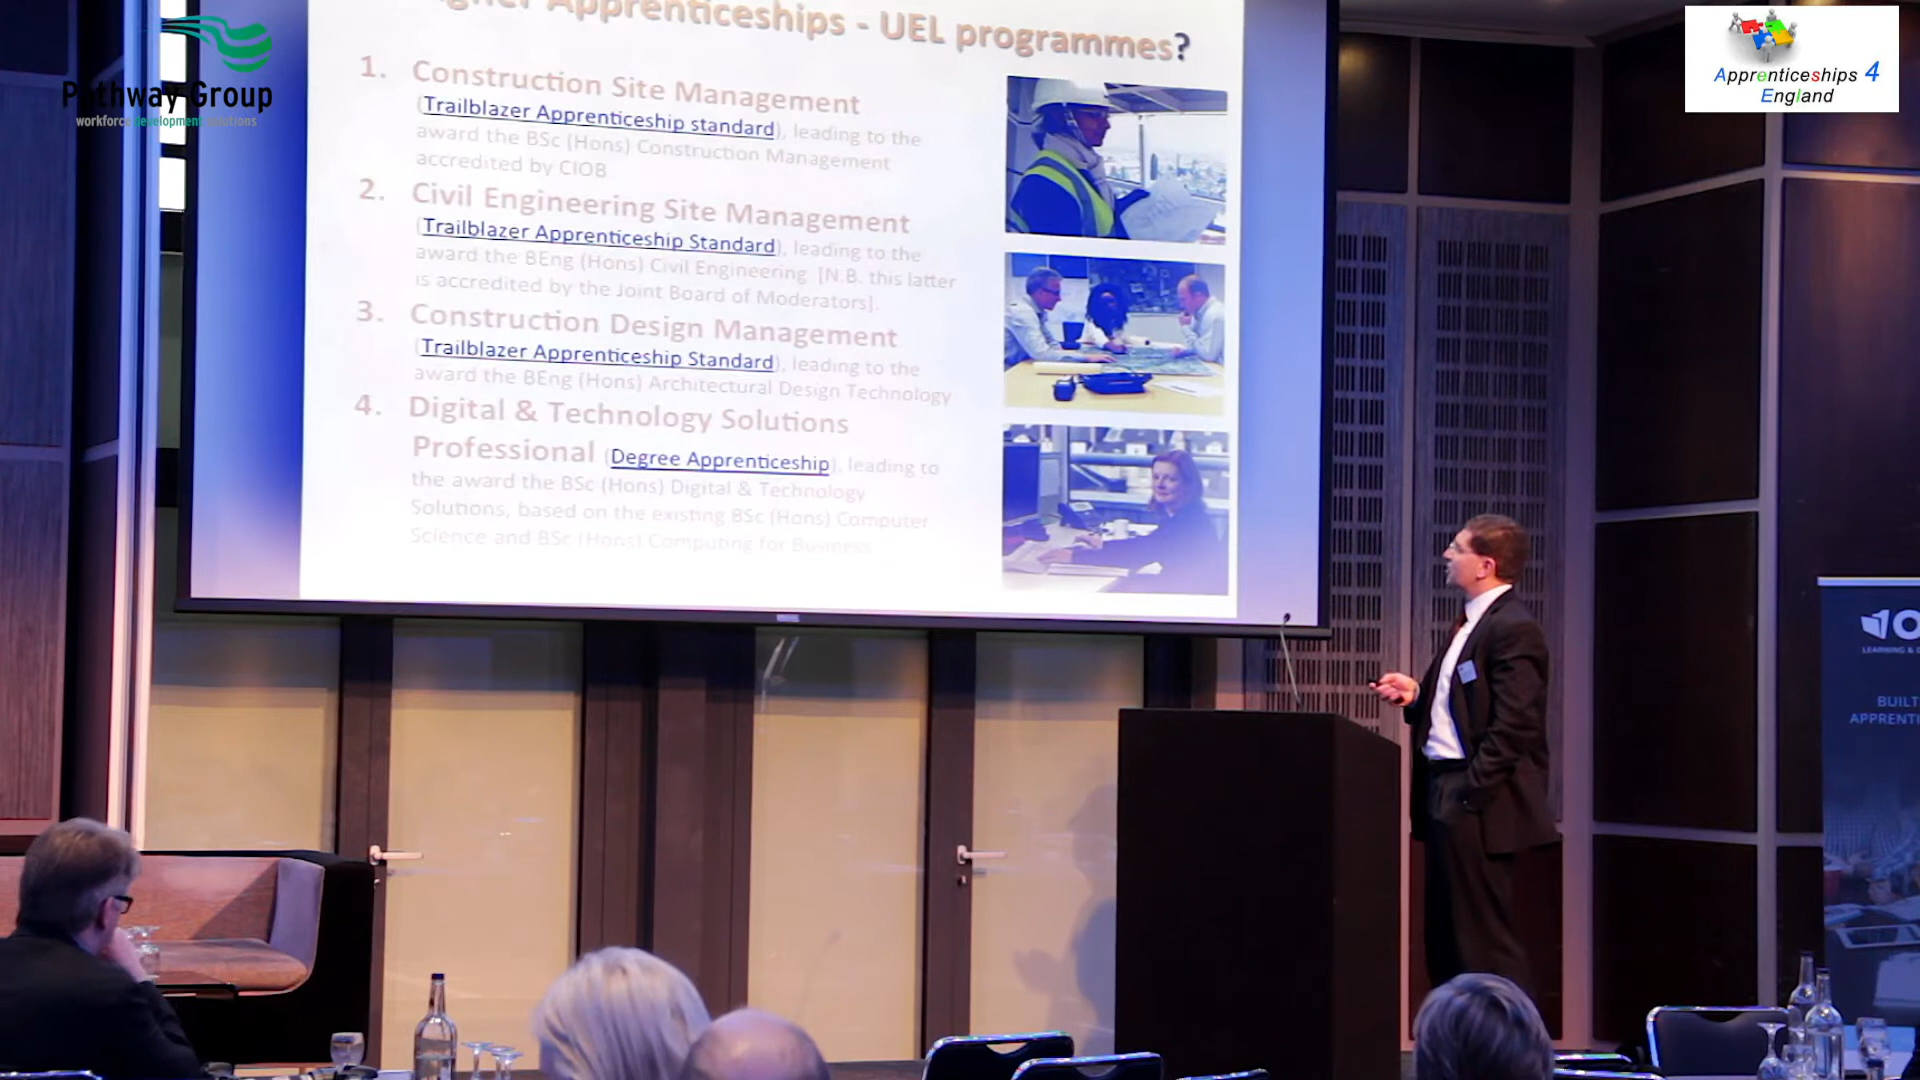 Apprenticeships - UEL programmes?
1. Construction Site Management
(Trailblazer Apprenticeship standard), leading to the
award the BSc (Hons) Construction Management
accredited by CIOB
2. Civil Engineering Site Management
(Trailblazer Apprenticeship Standard), leading to the
award the BEng (Hons) Civil Engineering [N.B. this latter
is accredited by the Joint Board of Moderators].
3. Construction Design Management
(Trailblazer Apprenticeship Standard), leading to the
award the BEng (Hons) Architectural Design Technology
4. Digital & Technology Solutions
Professional (Degree Apprenticeship), leading to
the award the BSc (Hons) Digital & Technology
Solutions, based on the existing BSc (Hons) Computer
Science and BSc (Hons) Computing for Business
Pathway Group
workforce development solutions
Apprenticeships 4
England
10
LEARNING & D
BUILT
APPRENTI